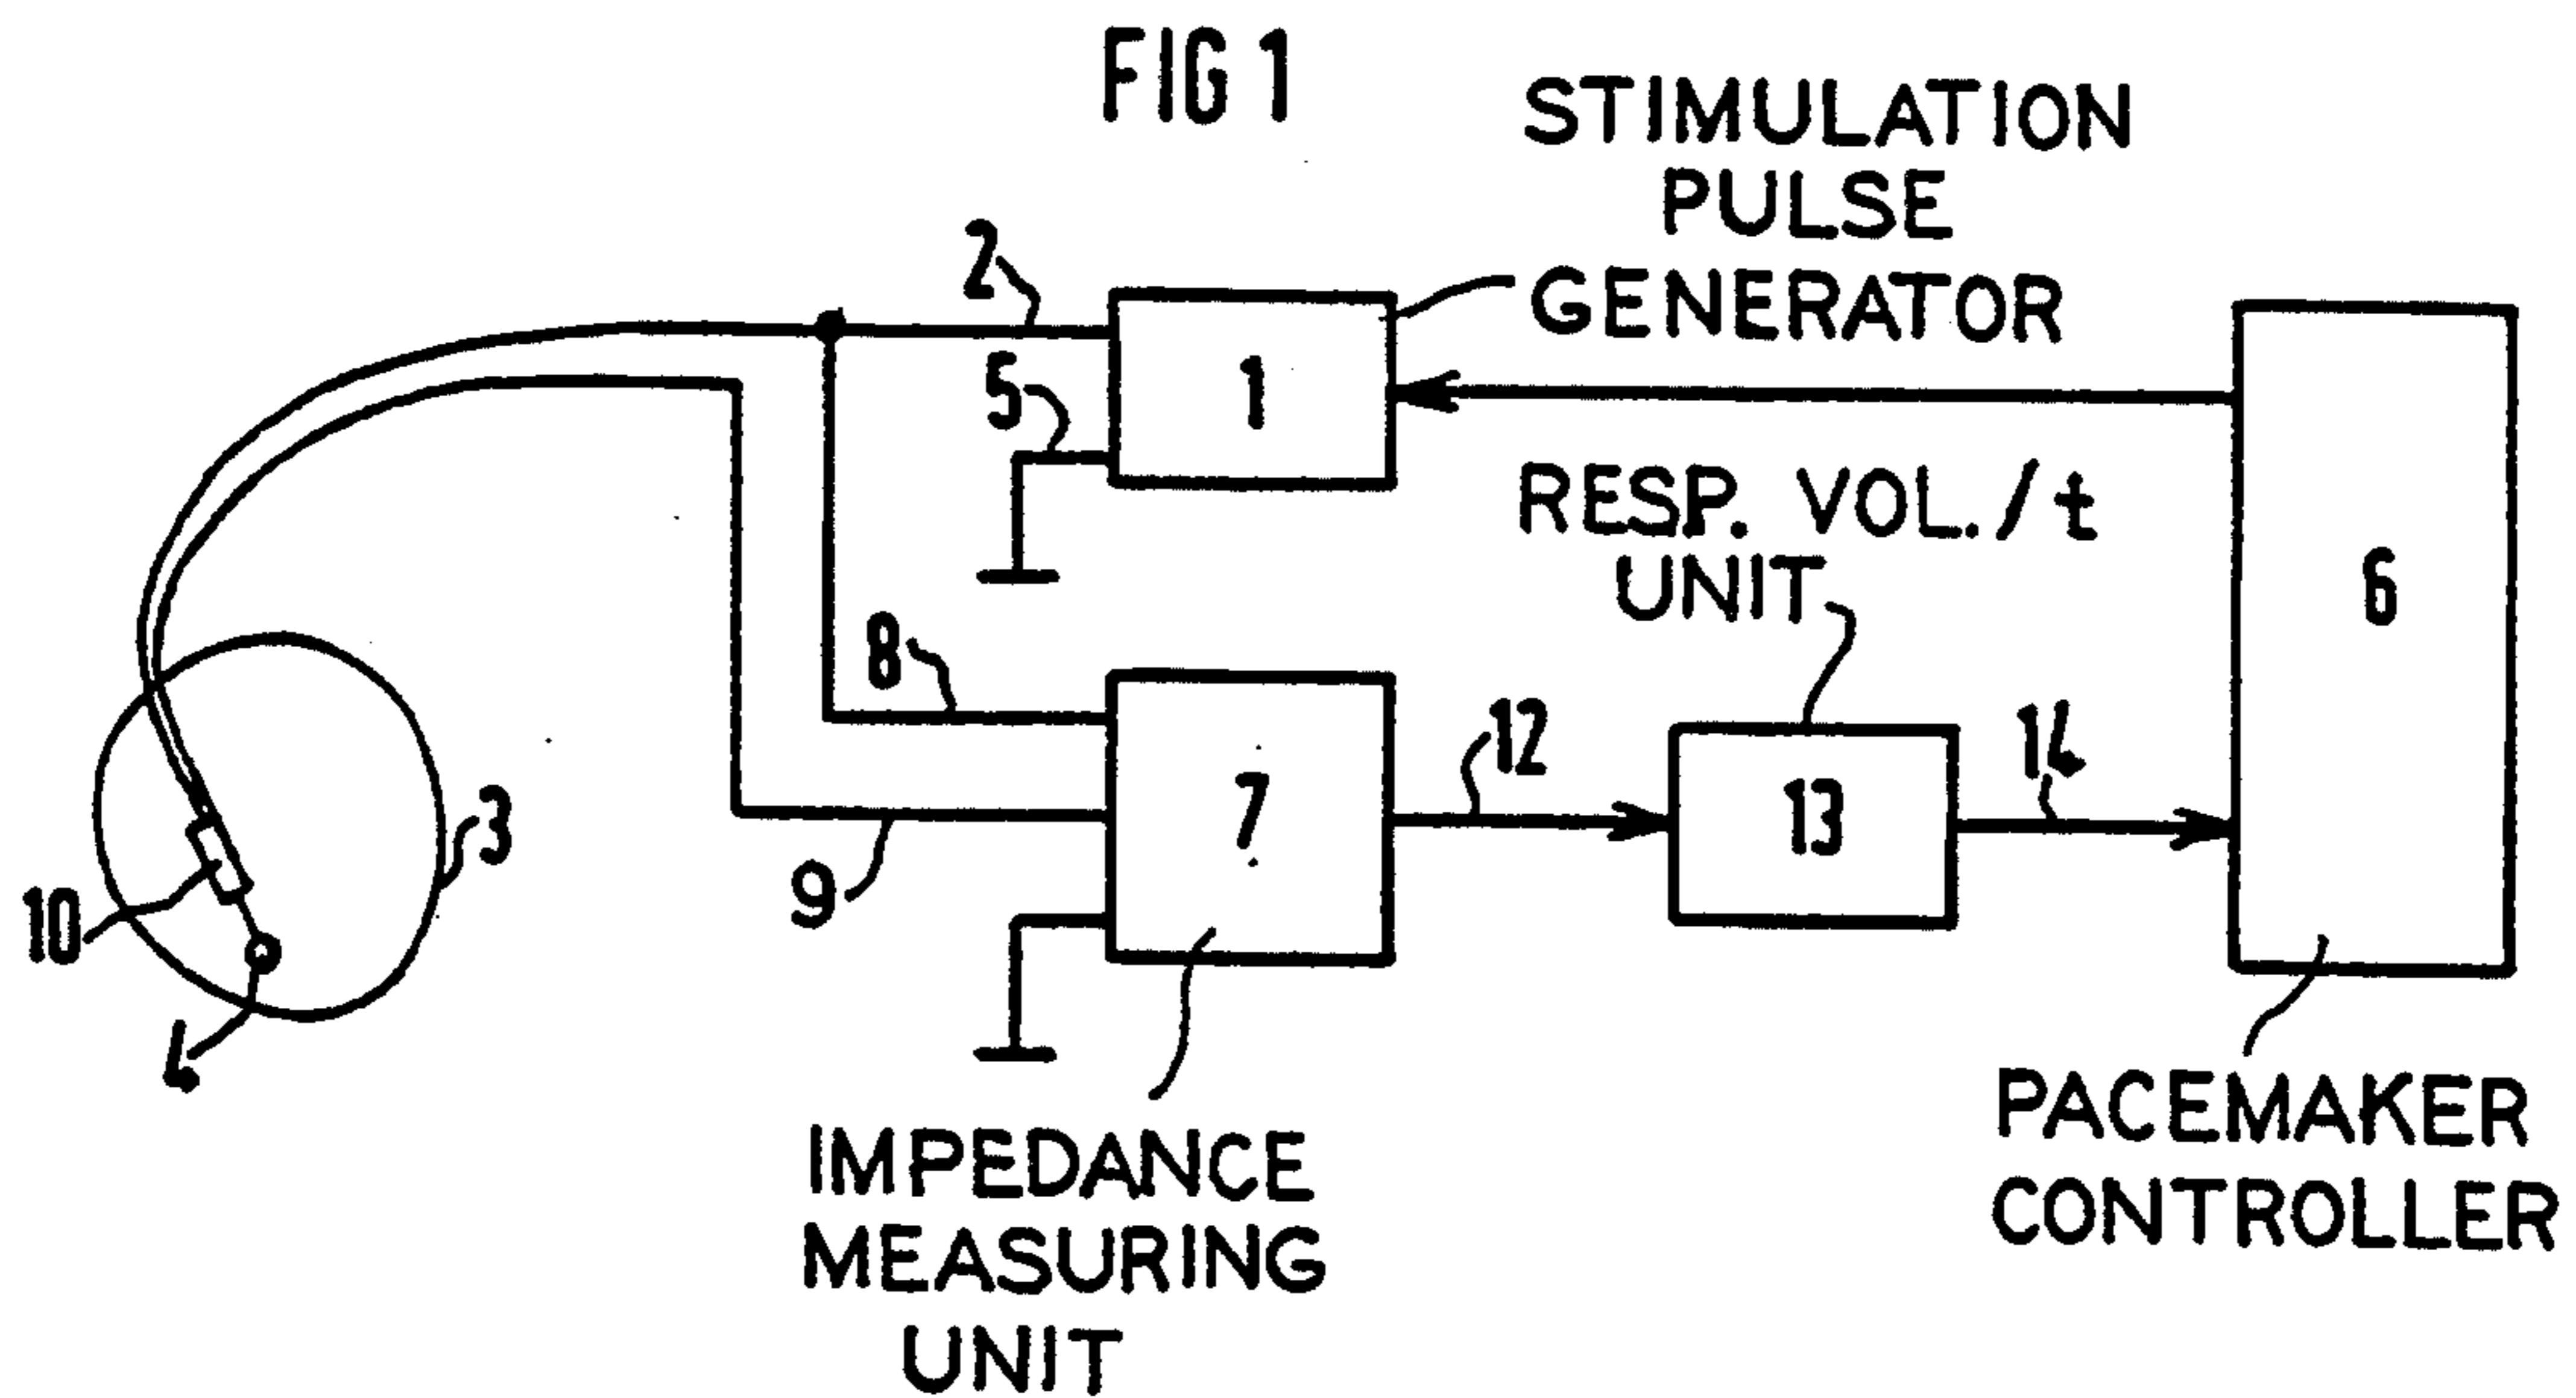 FIG 1
STIMULATION
PULSE
GENERATOR
2
5
1
RESP. VOL./t
UNIT
6
8
12
14
7
13
3
9
10
4
IMPEDANCE
MEASURING
UNIT
PACEMAKER
CONTROLLER